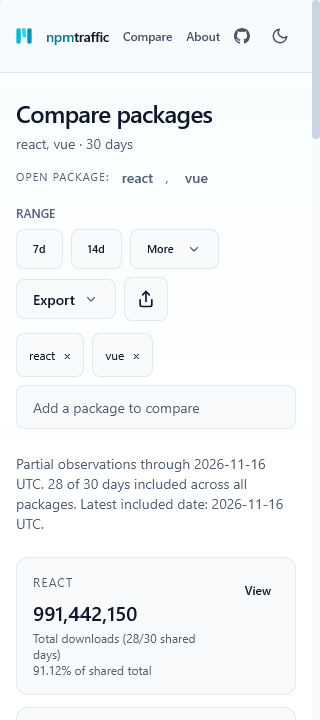 npmtraffic Compare About
Compare packages
react, vue · 30 days
OPEN PACKAGE: react , vue
RANGE
7d 14d More
Export
react × vue ×
Add a package to compare
Partial observations through 2026-11-16
UTC. 28 of 30 days included across all
packages. Latest included date: 2026-11-16
UTC.
REACT
View
991,442,150
Total downloads (28/30 shared
days)
91.12% of shared total